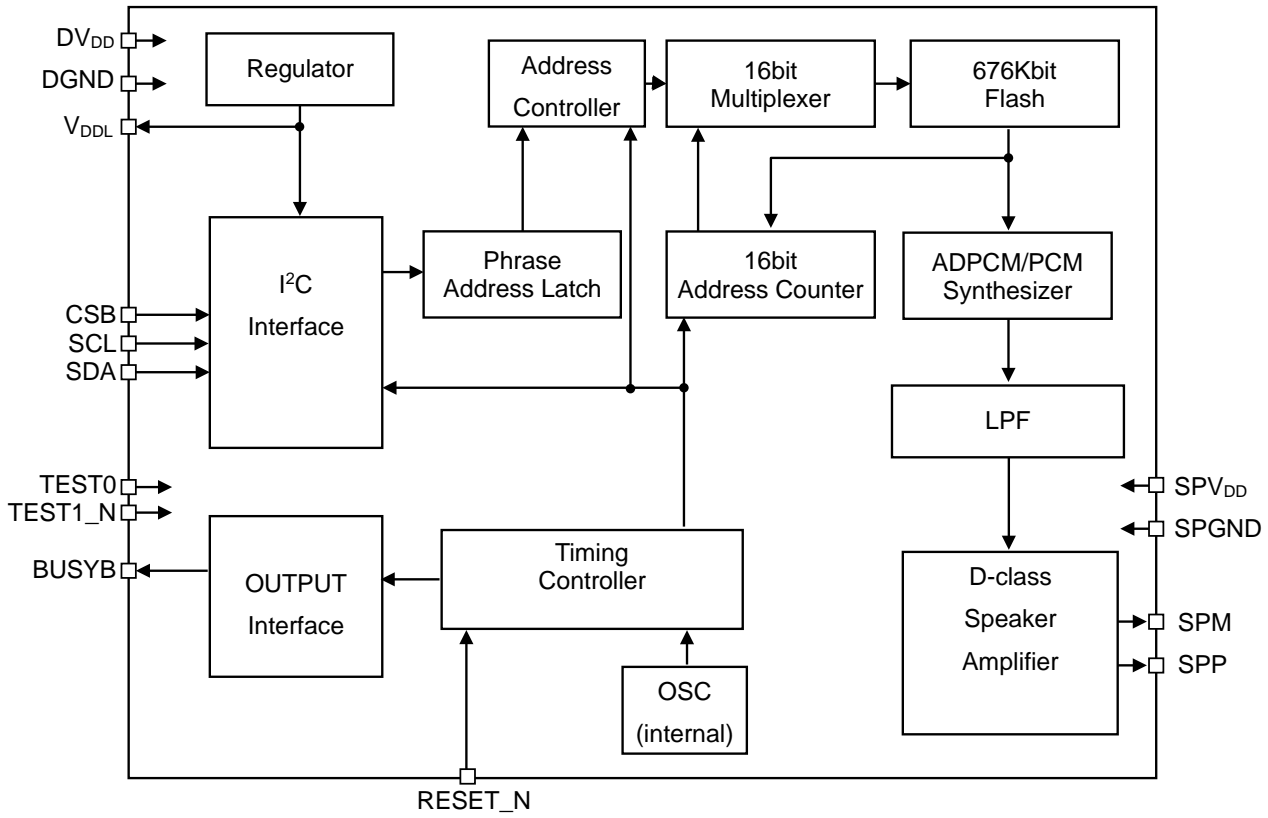 DVDD
DGND
VDDL
Regulator
Address
Controller
16bit
Multiplexer
676Kbit
Flash
I²C
Interface
Phrase
Address Latch
16bit
Address Counter
ADPCM/PCM
Synthesizer
CSB
SCL
SDA
LPF
TEST0
TEST1_N
BUSYB
OUTPUT
Interface
Timing
Controller
SPVDD
SPGND
D-class
Speaker
Amplifier
SPM
SPP
OSC
(internal)
RESET_N